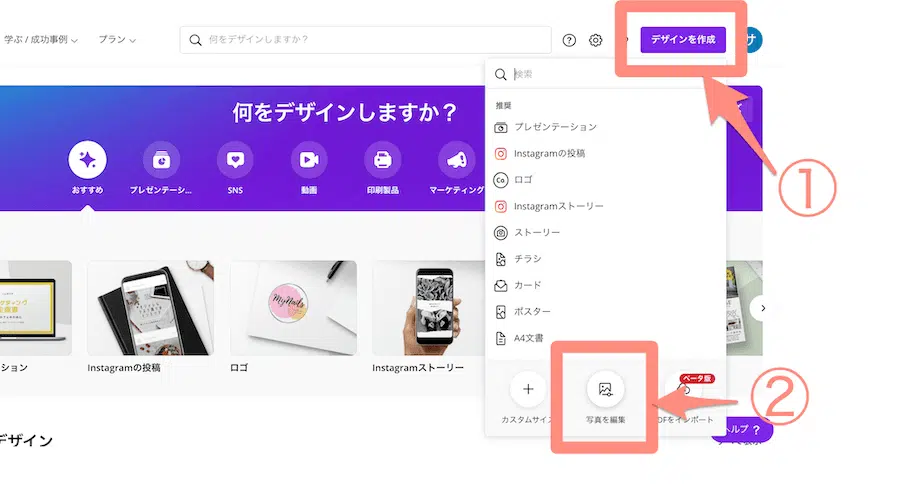 学ぶ / 成功事例
プラン
何をデザインしますか？
デザインを作成
サ
①
検索
推奨
プレゼンテーション
Instagramの投稿
ロゴ
Instagramストーリー
ストーリー
チラシ
カード
ポスター
A4文書
カスタムサイズ
写真を編集
ベータ版
PDFをインポート
②
何をデザインしますか？
おすすめ
プレゼンテーシ...
SNS
動画
印刷製品
マーケティング
MyNails
ション
Instagramの投稿
ロゴ
Instagramストーリー
ヘルプ ?
すべて表示
デザイン